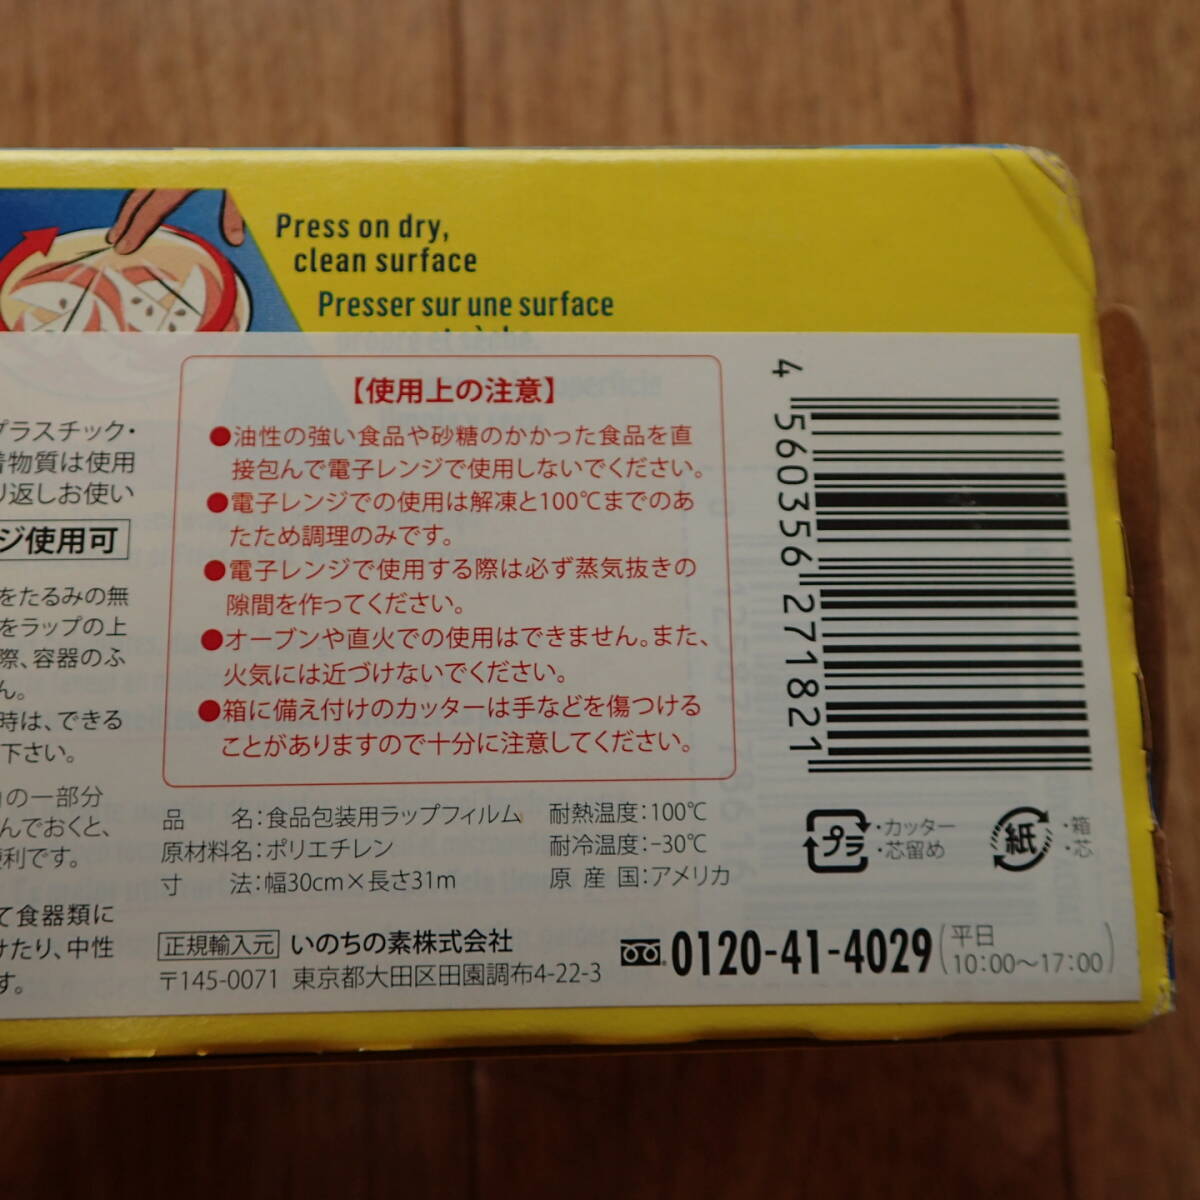 Press on dry,
clean surface
Presser sur une surface
propre et sèche.
プラスチック・
着物質は使用
り返しお使い
ジ使用可
をたるみの無
をラップの上
際、容器のふ
ん。
時は、できる
下さい。
の一部分
んでおくと、
便利です。
て食器類に
けたり、中性
す。
【使用上の注意】
●油性の強い食品や砂糖のかかった食品を直
接包んで電子レンジで使用しないでください。
●電子レンジでの使用は解凍と100℃までのあ
たため調理のみです。
●電子レンジで使用する際は必ず蒸気抜きの
隙間を作ってください。
●オーブンや直火での使用はできません。また、
火気には近づけないでください。
●箱に備え付けのカッターは手などを傷つける
ことがありますので十分に注意してください。
品　　名：食品包装用ラップフィルム
原材料名：ポリエチレン
寸　　法：幅30cm×長さ31m
耐熱温度：100℃
耐冷温度：-30℃
原 産 国：アメリカ
正規輸入元 いのちの素株式会社
〒145-0071 東京都大田区田園調布4-22-3
0120-41-4029 (平日
10:00～17:00)
4 560356 271821
プラ ・カッター
・芯留め
紙 ・箱
・芯